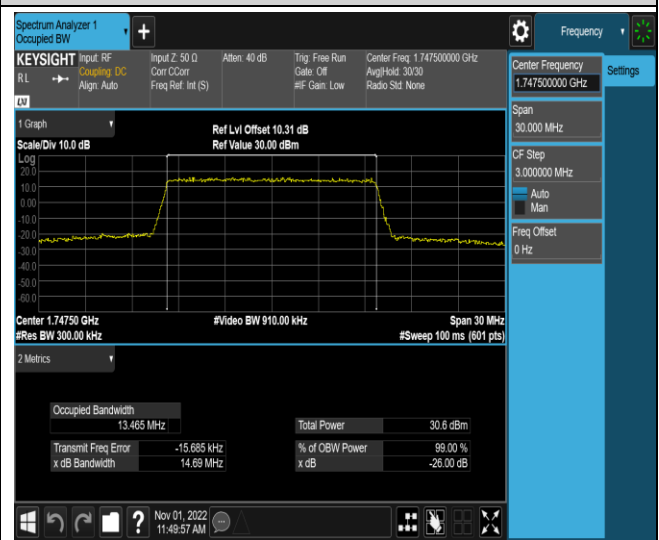 Spectrum Analyzer 1
Occupied BW
Frequency
KEYSIGHT
RL
LXI
Input: RF
Coupling: DC
Align: Auto
Input Z: 50 Ω
Corr CCorr
Freq Ref: Int (S)
Atten: 40 dB
Trig: Free Run
Gate: Off
#IF Gain: Low
Center Freq: 1.747500000 GHz
Avg|Hold: 30/30
Radio Std: None
Center Frequency
1.747500000 GHz
Settings
Span
30.000 MHz
CF Step
3.000000 MHz
Auto
Man
Freq Offset
0 Hz
1 Graph
Scale/Div 10.0 dB
Ref Lvl Offset 10.31 dB
Ref Value 30.00 dBm
Log
20.0
10.0
0.00
-10.0
-20.0
-30.0
-40.0
-50.0
-60.0
Center 1.74750 GHz
#Res BW 300.00 kHz
#Video BW 910.00 kHz
Span 30 MHz
#Sweep 100 ms (601 pts)
2 Metrics
Occupied Bandwidth
13.465 MHz
Total Power 30.6 dBm
Transmit Freq Error -15.685 kHz
% of OBW Power 99.00 %
x dB Bandwidth 14.69 MHz
x dB -26.00 dB
?
Nov 01, 2022
11:49:57 AM